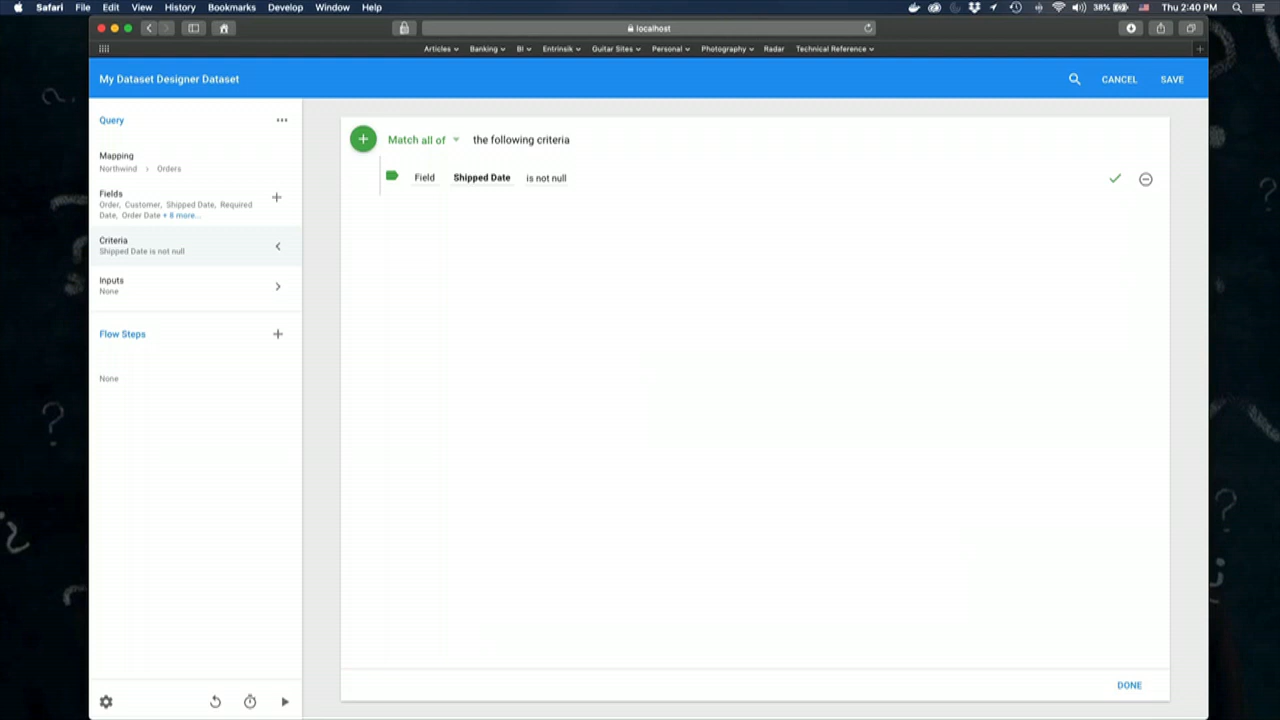 Safari File Edit View History Bookmarks Develop Window Help 38% Thu 2:40 PM
localhost
Articles Banking BI Entrinsik Guitar Sites Personal Photography Radar Technical Reference
My Dataset Designer Dataset CANCEL SAVE
Query
Mapping
Northwind > Orders
Fields
Order, Customer, Shipped Date, Required
Date, Order Date + 8 more...
Criteria
Shipped Date is not null
Inputs
None
Flow Steps
None
Match all of the following criteria
Field Shipped Date is not null
DONE